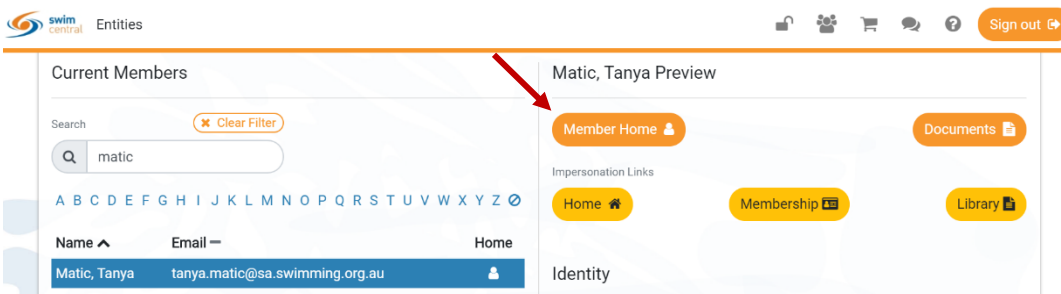 swim
central
Entities
Sign out
Current Members
Search
Clear Filter
matic
A B C D E F G H I J K L M N O P Q R S T U V W X Y Z
Name
Email
Home
Matic, Tanya
tanya.matic@sa.swimming.org.au
Matic, Tanya Preview
Member Home
Documents
Impersonation Links
Home
Membership
Library
Identity